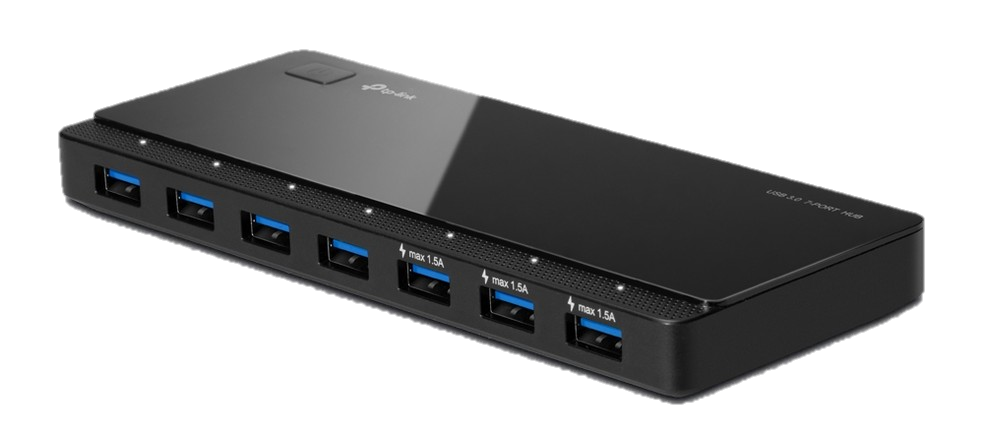 tp-link
USB 3.0 7-PORT HUB
max 1.5A
max 1.5A
max 1.5A